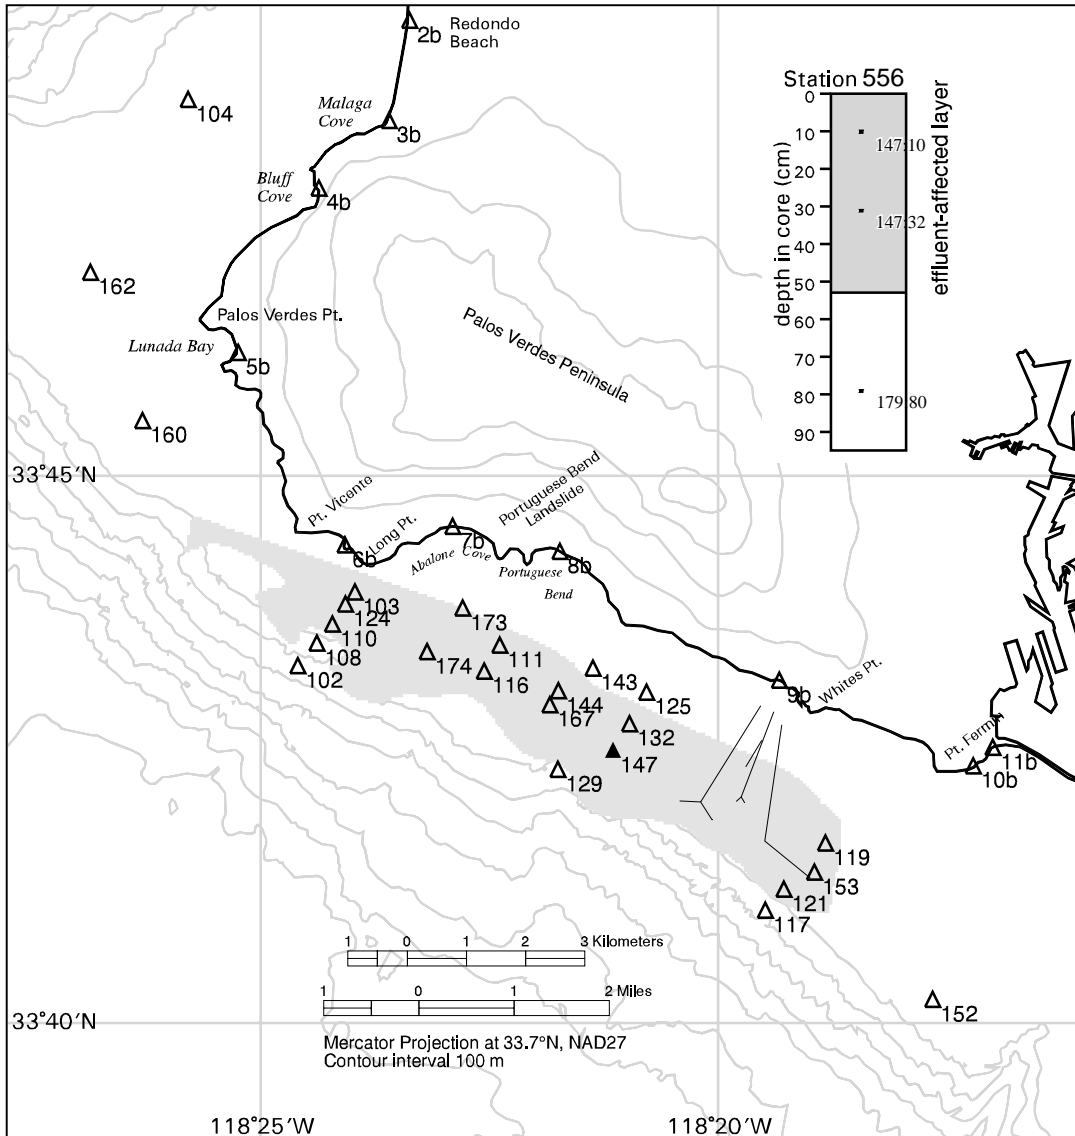 2b
Redondo
Beach
104
Malaga
Cove
3b
Bluff
Cove
4b
162
Palos Verdes Pt.
Lunada Bay
5b
160
Palos Verdes Peninsula
Station 556
0
10
20
30
40
50
60
70
80
90
depth in core (cm)
147:10
147:32
179:80
effluent-affected layer
33°45′N
Pt. Vicente
Long Pt.
6b
7b
Abalone Cove
Portuguese Bend
Landslide
Portuguese
Bend
8b
103
124
110
108
102
173
174
111
116
143
144
167
125
132
147
129
9b
Whites Pt.
Pt. Fermin
11b
10b
119
153
121
117
152
1 0 1 2 3 Kilometers
1 0 1 2 Miles
33°40′N
Mercator Projection at 33.7°N, NAD27
Contour interval 100 m
118°25′W
118°20′W